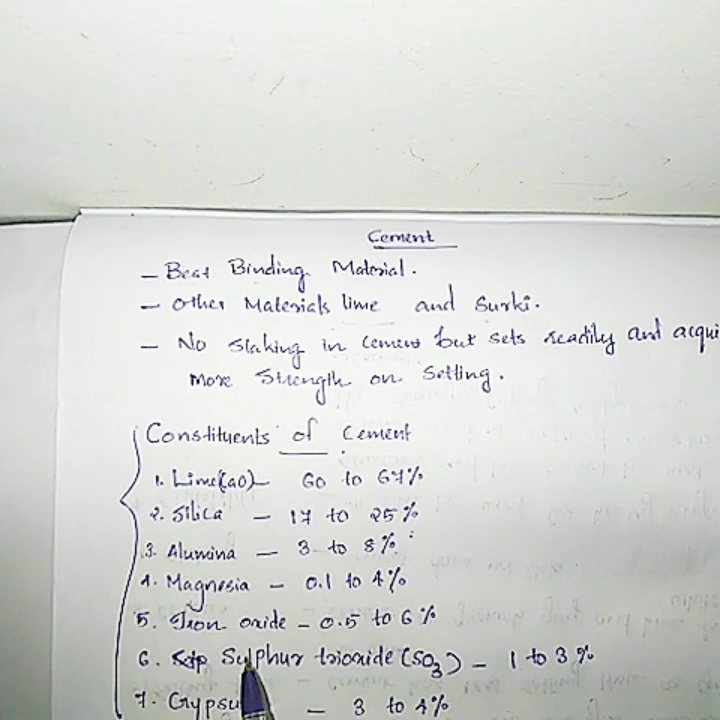 Cement
- Best Binding Material.
- Other Materials lime and Surki.
- No Slaking in Cement but sets readily and acqui
more Strength on Setting.
Constituents of Cement
1. Lime(CaO) - 60 to 67%
2. Silica - 17 to 25%
3. Alumina - 3 to 8%
4. Magnesia - 0.1 to 4%
5. Iron oxide - 0.5 to 6%
6. Sulphur trioxide (SO3) - 1 to 3%
7. Gypsu - 3 to 4%